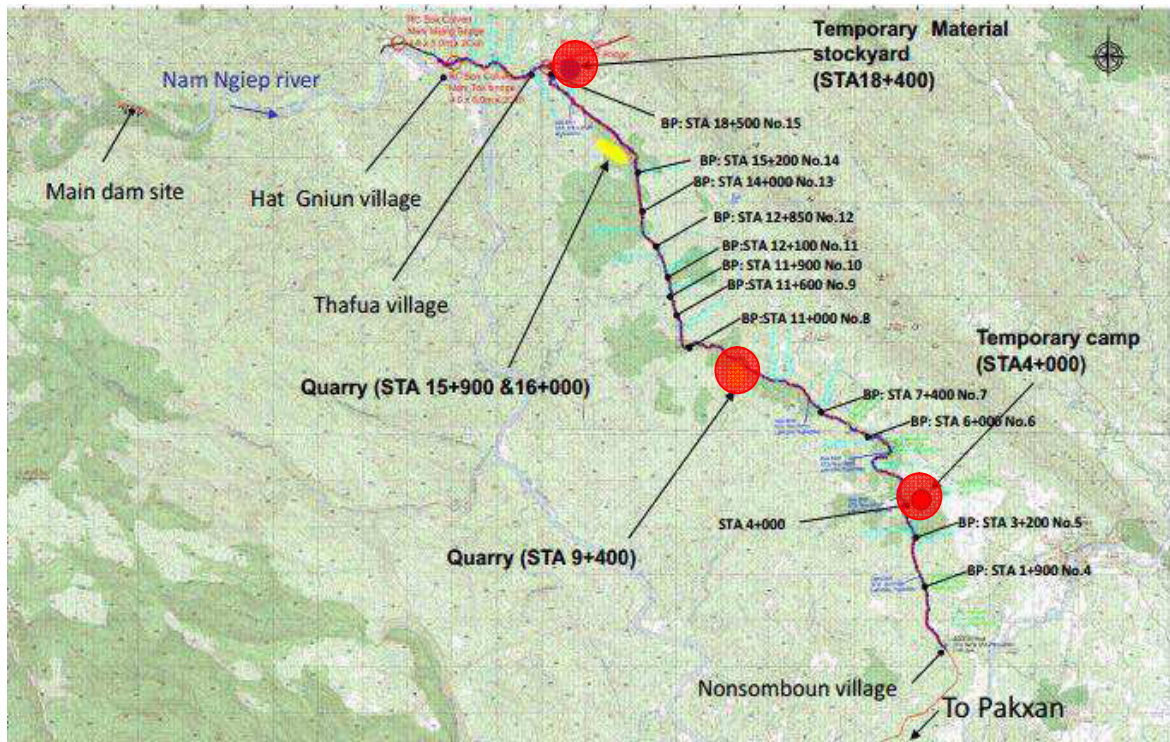 RC Box Culvert
Temporary Material
stockyard
(STA18+400)
Nam Ngiep river
BP: STA 18+500 No.15
Main dam site
Hat Gniun village
BP: STA 15+200 No.14
BP: STA 14+000 No.13
BP: STA 12+850 No.12
BP:STA 12+100 No.11
BP: STA 11+900 No.10
BP:STA 11+600 No.9
BP:STA 11+000 No.8
Thafua village
Temporary camp
(STA4+000)
Quarry (STA 15+900 &16+000)
BP: STA 7+400 No.7
BP: STA 6+000 No.6
STA 4+000
BP: STA 3+200 No.5
Quarry (STA 9+400)
BP: STA 1+900 No.4
Nonsomboun village
To Pakxan